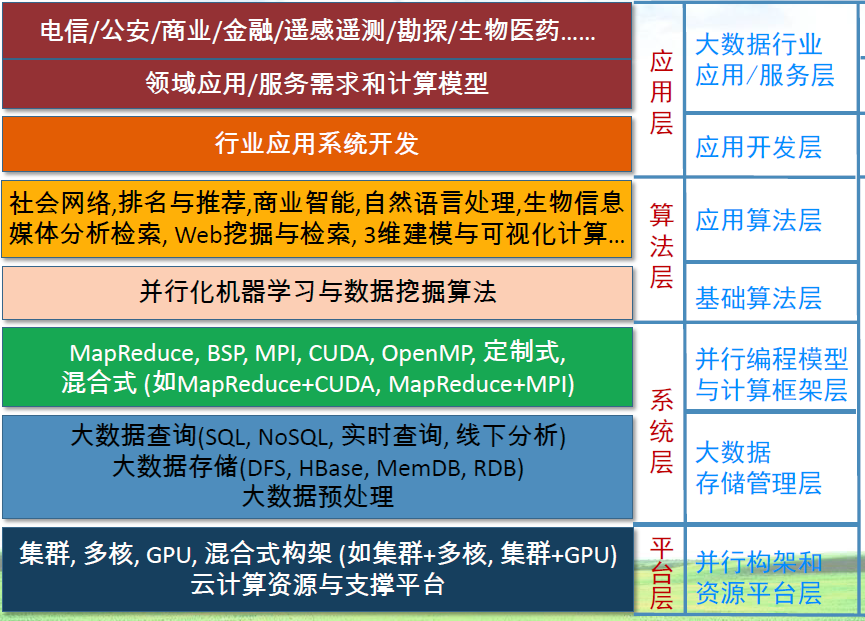 电信/公安/商业/金融/遥感遥测/勘探/生物医药……
领域应用/服务需求和计算模型
行业应用系统开发
应用层
大数据行业
应用/服务层
应用开发层
社会网络,排名与推荐,商业智能,自然语言处理,生物信息
媒体分析检索, Web挖掘与检索, 3维建模与可视化计算...
并行化机器学习与数据挖掘算法
算法层
应用算法层
基础算法层
MapReduce, BSP, MPI, CUDA, OpenMP, 定制式,
混合式 (如MapReduce+CUDA, MapReduce+MPI)
大数据查询(SQL, NoSQL, 实时查询, 线下分析)
大数据存储(DFS, HBase, MemDB, RDB)
大数据预处理
系统层
并行编程模型
与计算框架层
大数据
存储管理层
集群, 多核, GPU, 混合式构架 (如集群+多核, 集群+GPU)
云计算资源与支撑平台
平台层
并行构架和
资源平台层